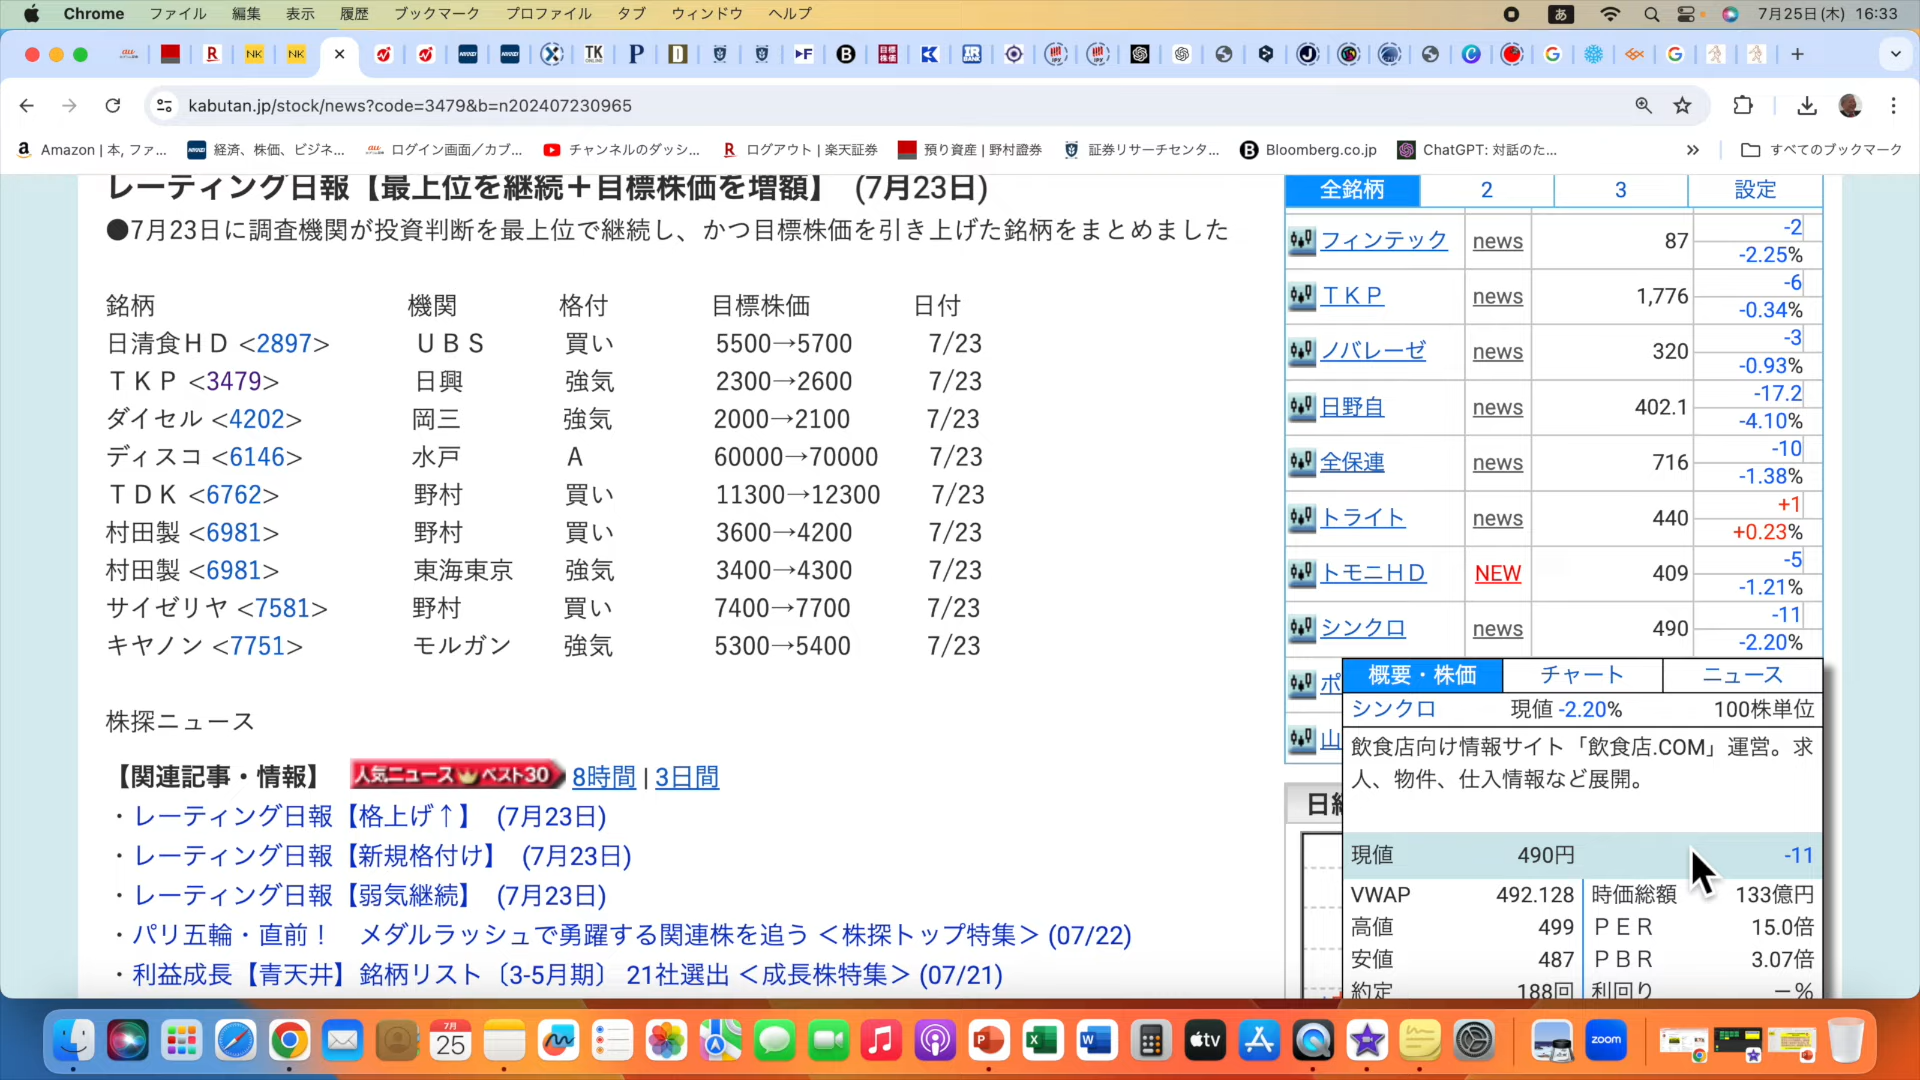 Chrome ファイル 編集 表示 履歴 ブックマーク プロファイル タブ ウィンドウ ヘルプ あ 7月25日(木) 16:33
kabutan.jp/stock/news?code=3479&b=n202407230965
Amazon | 本, ファ... 経済、株価、ビジネ... ログイン画面／カブ... チャンネルのダッシ... ログアウト | 楽天証券 預り資産 | 野村證券 証券リサーチセンタ... Bloomberg.co.jp ChatGPT: 対話のた... » すべてのブックマーク
レーティング日報【最上位を継続＋目標株価を増額】 (7月23日)
●7月23日に調査機関が投資判断を最上位で継続し、かつ目標株価を引き上げた銘柄をまとめました
銘柄 機関 格付 目標株価 日付
日清食ＨＤ <2897> ＵＢＳ 買い 5500→5700 7/23
ＴＫＰ <3479> 日興 強気 2300→2600 7/23
ダイセル <4202> 岡三 強気 2000→2100 7/23
ディスコ <6146> 水戸 A 60000→70000 7/23
ＴＤＫ <6762> 野村 買い 11300→12300 7/23
村田製 <6981> 野村 買い 3600→4200 7/23
村田製 <6981> 東海東京 強気 3400→4300 7/23
サイゼリヤ <7581> 野村 買い 7400→7700 7/23
キヤノン <7751> モルガン 強気 5300→5400 7/23
株探ニュース
【関連記事・情報】 人気ニュース ベスト30 8時間 | 3日間
・レーティング日報【格上げ↑】 (7月23日)
・レーティング日報【新規格付け】 (7月23日)
・レーティング日報【弱気継続】 (7月23日)
・パリ五輪・直前！ メダルラッシュで勇躍する関連株を追う ＜株探トップ特集＞ (07/22)
・利益成長【青天井】銘柄リスト〔3-5月期〕 21社選出 ＜成長株特集＞ (07/21)
全銘柄 2 3 設定
フィンテック news 87 -2 -2.25%
ＴＫＰ news 1,776 -6 -0.34%
ノバレーゼ news 320 -3 -0.93%
日野自 news 402.1 -17.2 -4.10%
全保連 news 716 -10 -1.38%
トライト news 440 +1 +0.23%
トモニＨＤ NEW 409 -5 -1.21%
シンクロ news 490 -11 -2.20%
ポ
山
日経
概要・株価 チャート ニュース
シンクロ 現値 -2.20% 100株単位
飲食店向け情報サイト「飲食店.COM」運営。求
人、物件、仕入情報など展開。
現値 490円 -11
VWAP 492.128 時価総額 133億円
高値 499 ＰＥＲ 15.0倍
安値 487 ＰＢＲ 3.07倍
約定 188回 利回り －％
7月
25
tv
zoom